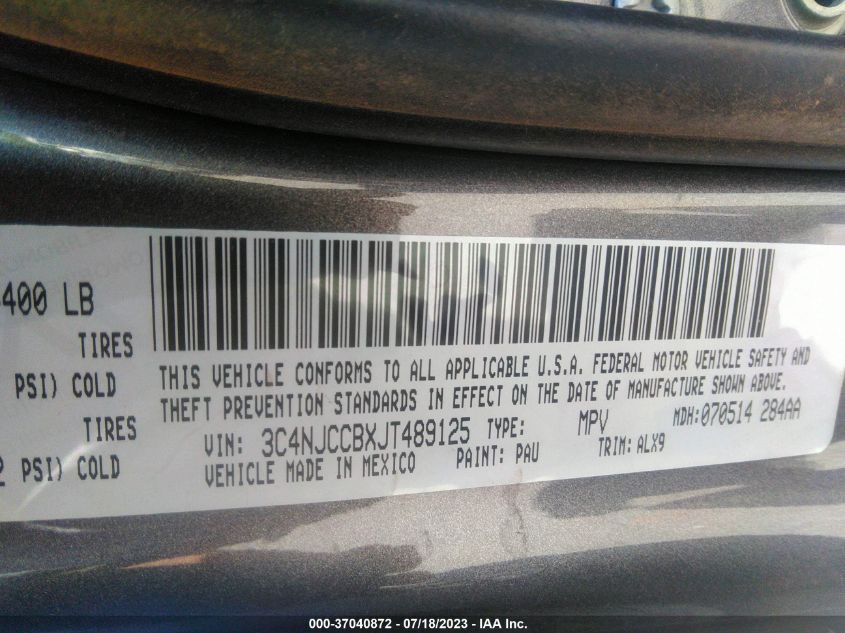 400 LB
TIRES
PSI) COLD
PSI) COLD
THIS VEHICLE CONFORMS TO ALL APPLICABLE U.S.A. FEDERAL MOTOR VEHICLE SAFETY AND
THEFT PREVENTION STANDARDS IN EFFECT ON THE DATE OF MANUFACTURE SHOWN ABOVE.
VIN: 3C4NJCCBXJT489125 TYPE: MPV MDH:070514 284AA
VEHICLE MADE IN MEXICO PAINT: PAU TRIM: ALX9
000-37040872 - 07/18/2023 - IAA Inc.